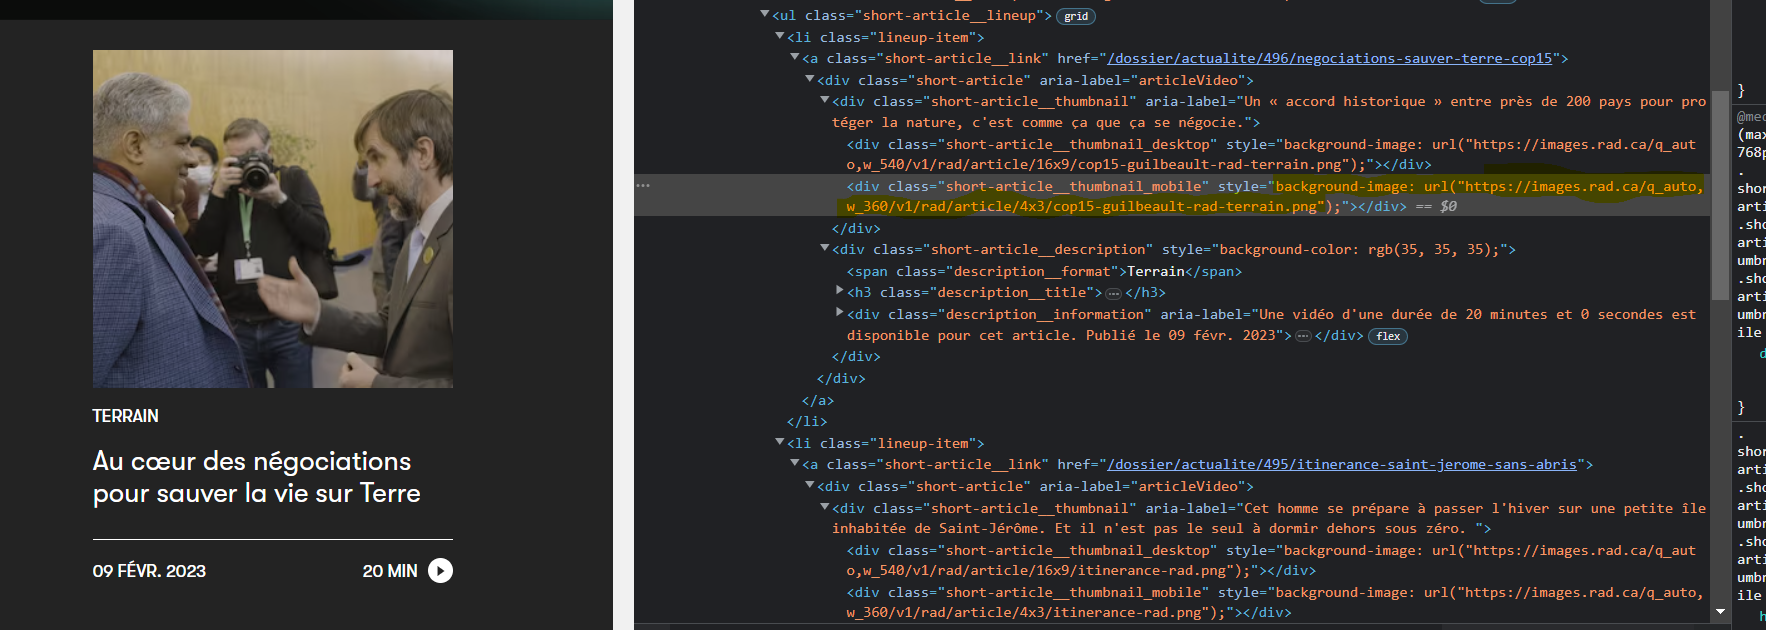 TERRAIN
Au cœur des négociations
pour sauver la vie sur Terre
09 FÉVR. 2023 20 MIN
<ul class="short-article__lineup"> grid
<li class="lineup-item">
<a class="short-article__link" href="/dossier/actualite/496/negociations-sauver-terre-cop15">
<div class="short-article" aria-label="articleVideo">
<div class="short-article__thumbnail" aria-label="Un « accord historique » entre près de 200 pays pour pro
téger la nature, c'est comme ça que ça se négocie.">
<div class="short-article__thumbnail_desktop" style="background-image: url("https://images.rad.ca/q_aut
o,w_540/v1/rad/article/16x9/cop15-guilbeault-rad-terrain.png");"></div>
... <div class="short-article__thumbnail_mobile" style="background-image: url("https://images.rad.ca/q_auto,
w_360/v1/rad/article/4x3/cop15-guilbeault-rad-terrain.png");"></div> == $0
</div>
<div class="short-article__description" style="background-color: rgb(35, 35, 35);">
<span class="description__format">Terrain</span>
<h3 class="description__title">…</h3>
<div class="description__information" aria-label="Une vidéo d'une durée de 20 minutes et 0 secondes est
disponible pour cet article. Publié le 09 févr. 2023">…</div> flex
</div>
</div>
</a>
</li>
<li class="lineup-item">
<a class="short-article__link" href="/dossier/actualite/495/itinerance-saint-jerome-sans-abris">
<div class="short-article" aria-label="articleVideo">
<div class="short-article__thumbnail" aria-label="Cet homme se prépare à passer l'hiver sur une petite île
inhabitée de Saint-Jérôme. Et il n'est pas le seul à dormir dehors sous zéro. ">
<div class="short-article__thumbnail_desktop" style="background-image: url("https://images.rad.ca/q_aut
o,w_540/v1/rad/article/16x9/itinerance-rad.png");"></div>
<div class="short-article__thumbnail_mobile" style="background-image: url("https://images.rad.ca/q_auto,
w_360/v1/rad/article/4x3/itinerance-rad.png");"></div>
}
@med
(max
768p
.
shor
arti
.sho
arti
umbn
.sho
arti
umbn
ile
d
}
.
shor
arti
.sho
arti
umbn
.sho
arti
umbn
ile
h